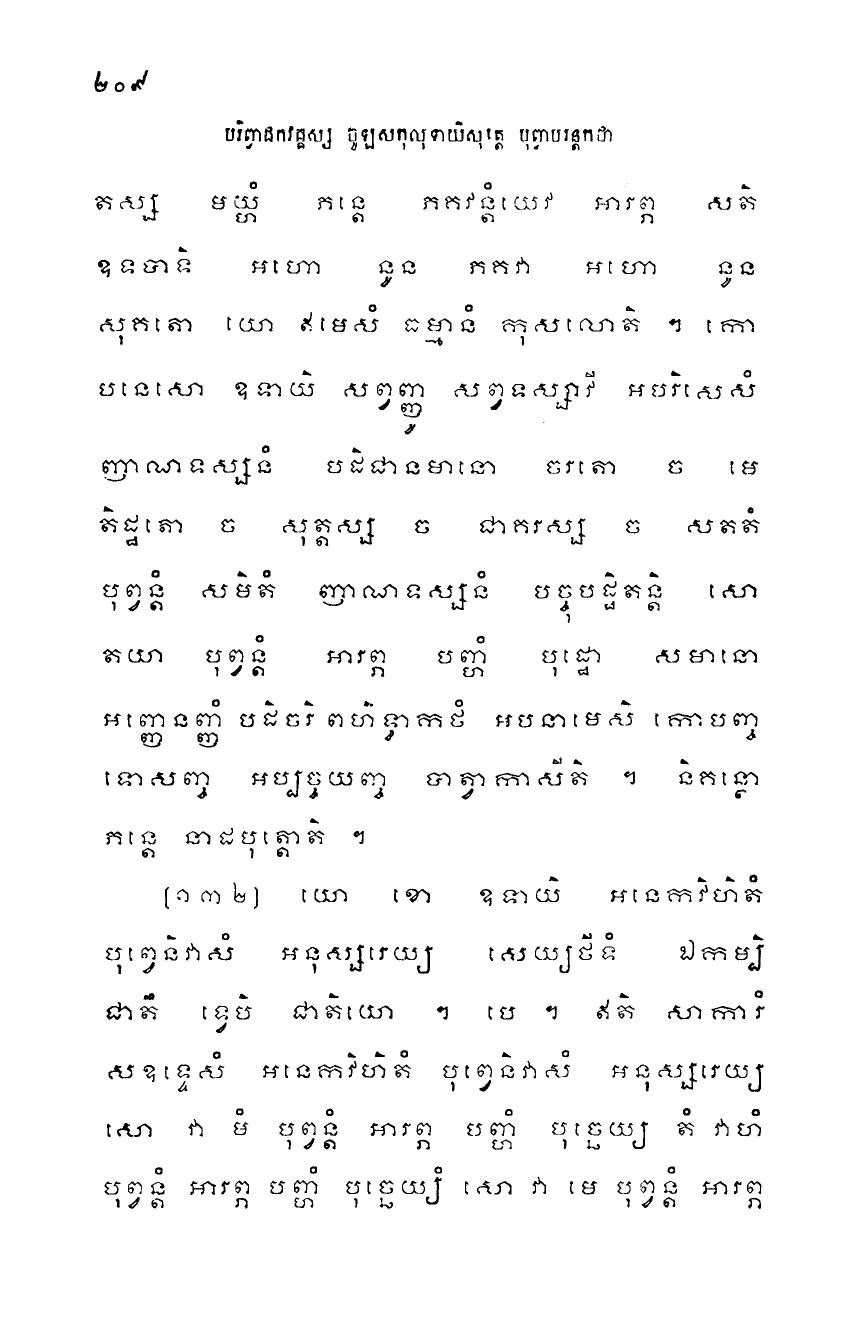 ២០៩
បរិព្វាជកវគ្គស្ស ចូឡសកុលុទាយិសុត្តេ បុព្វាបរន្តកថា
តស្ស មយ្ហំ ភន្តេ ភគវន្តំយេវ អារព្ភ សតិ
ឧទបាទិ អហោ នូន ភគវា អហោ នូន
សុគតោ យោ ឥមេសំ ធម្មានំ កុសលោតិ ។ កោ
បនេសោ ឧទាយិ សព្វញ្ញូ សព្វទស្សាវី អបរិសេសំ
ញាណទស្សនំ បដិជានមានោ ចរតោ ច មេ
តិដ្ឋតោ ច សុត្តស្ស ច ជាគរស្ស ច សតតំ
បុព្វន្តំ សមិតំ ញាណទស្សនំ បច្ចុបដ្ឋិតន្តិ សោ
តយា បុព្វន្តំ អារព្ភ បញ្ហំ បុដ្ឋោ សមានោ
អញ្ញេនញ្ញំ បដិចរិ ពហិទ្ធាកថំ អបនាមេសិ កោបញ្ច
ទោសញ្ច អប្បច្ចយញ្ច បាត្វាកាសីតិ ។ និគន្ថោ
ភន្តេ នាដបុត្តោតិ ។
(១៣២) យោ ខោ ឧទាយិ អនេកវិហិតំ
បុព្វេនិវាសំ អនុស្សរេយ្យ សេយ្យថីទំ ឯកម្បិ
ជាតឹ ទ្វេបិ ជាតិយោ ។ បេ ។ ឥតិ សាការំ
សឧទ្ទេសំ អនេកវិហិតំ បុព្វេនិវាសំ អនុស្សរេយ្យ
សោ វា មំ បុព្វន្តំ អារព្ភ បញ្ហំ បុច្ឆេយ្យ តំ វាហំ
បុព្វន្តំ អារព្ភ បញ្ហំ បុច្ឆេយ្យំ សោ វា មេ បុព្វន្តំ អារព្ភ